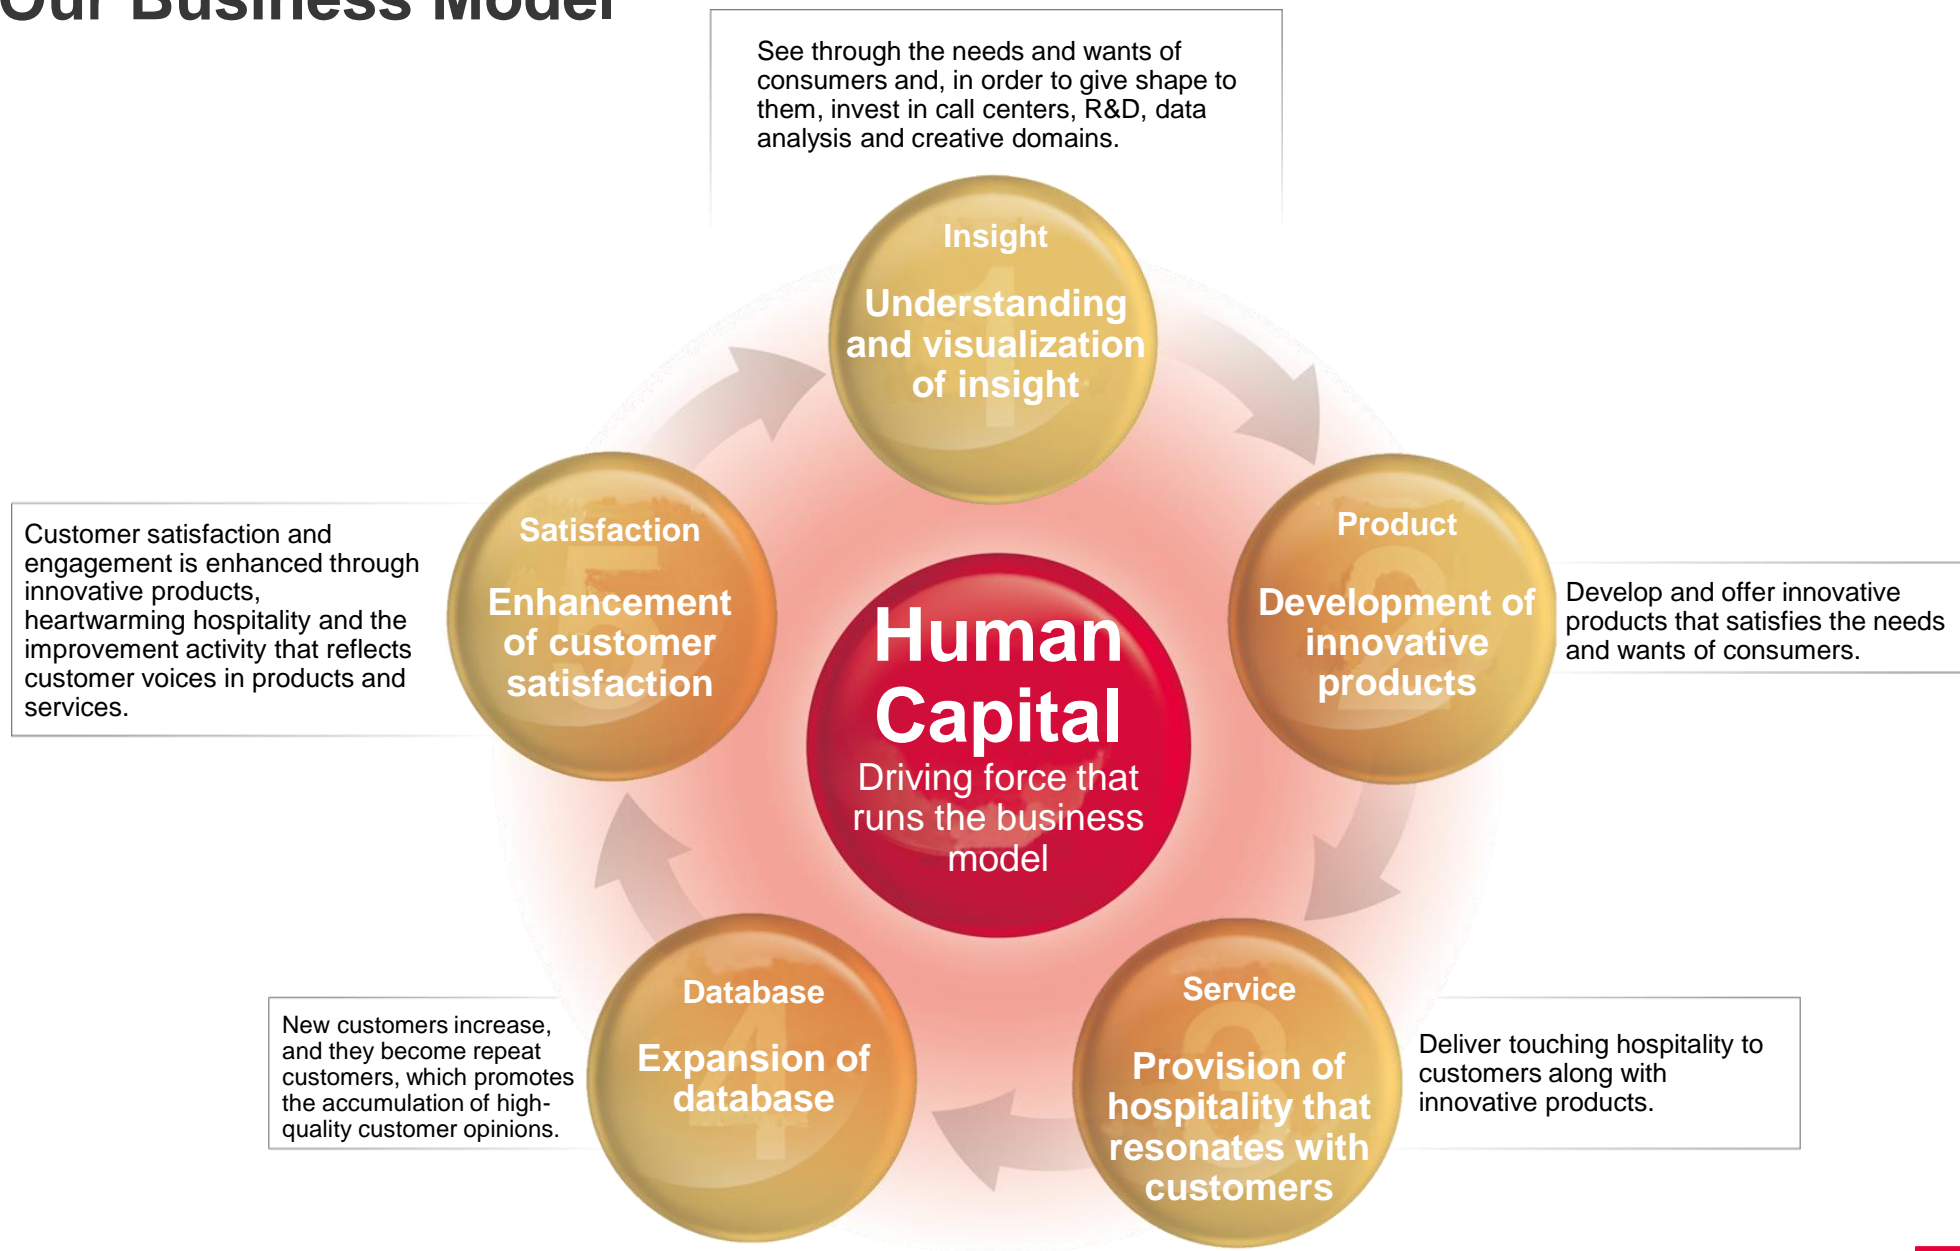 Our Business Model
See through the needs and wants of
consumers and, in order to give shape to
them, invest in call centers, R&D, data
analysis and creative domains.
1
Insight
Understanding
and visualization
of insight
2
Product
Development of
innovative
products
Develop and offer innovative
products that satisfies the needs
and wants of consumers.
3
Service
Provision of
hospitality that
resonates with
customers
Deliver touching hospitality to
customers along with
innovative products.
4
Database
Expansion of
database
New customers increase,
and they become repeat
customers, which promotes
the accumulation of high-
quality customer opinions.
5
Satisfaction
Enhancement
of customer
satisfaction
Customer satisfaction and
engagement is enhanced through
innovative products,
heartwarming hospitality and the
improvement activity that reflects
customer voices in products and
services.
Human
Capital
Driving force that
runs the business
model